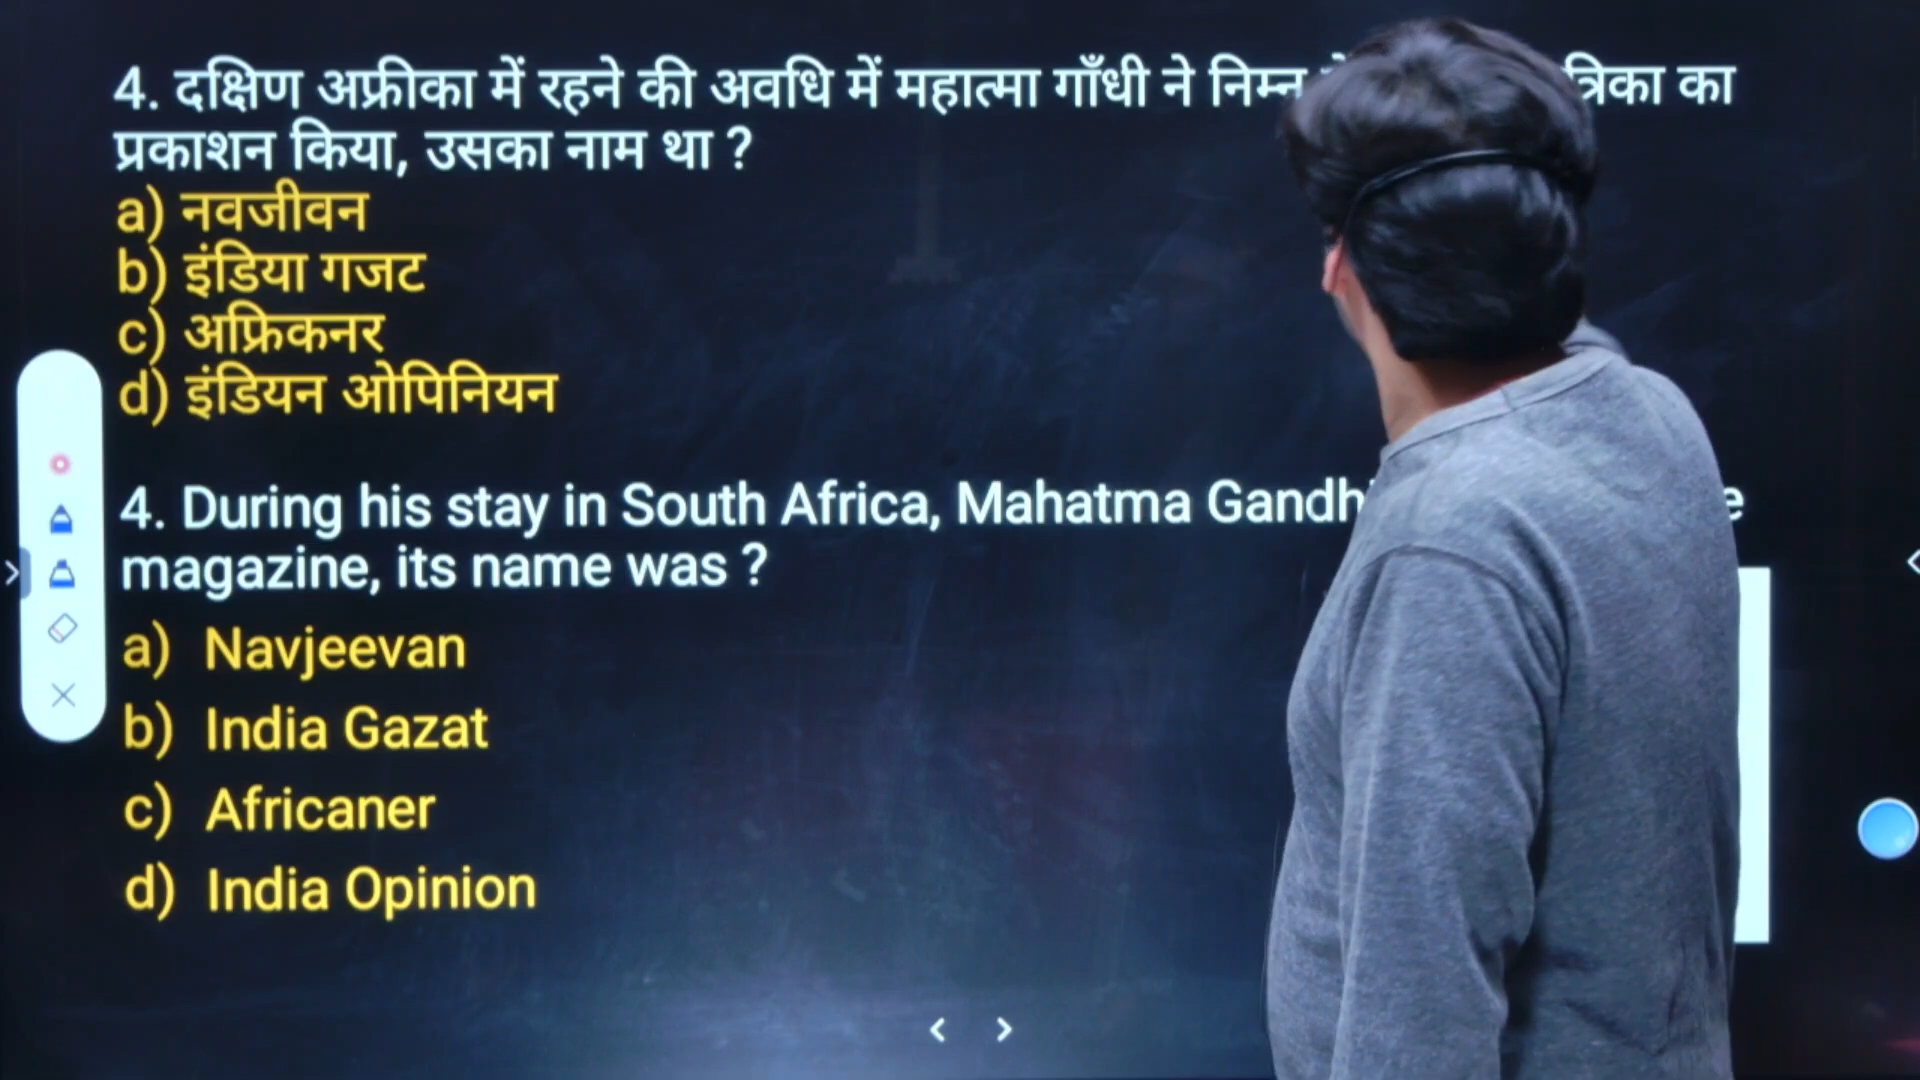 4. दक्षिण अफ्रीका में रहने की अवधि में महात्मा गाँधी ने निम्न का
प्रकाशन किया, उसका नाम था ?
a) नवजीवन
b) इंडिया गजट
c) अफ्रिकनर
d) इंडियन ओपिनियन
4. During his stay in South Africa, Mahatma
magazine, its name was ?
a) Navjeevan
b) India Gazat
c) Africaner
d) India Opinion